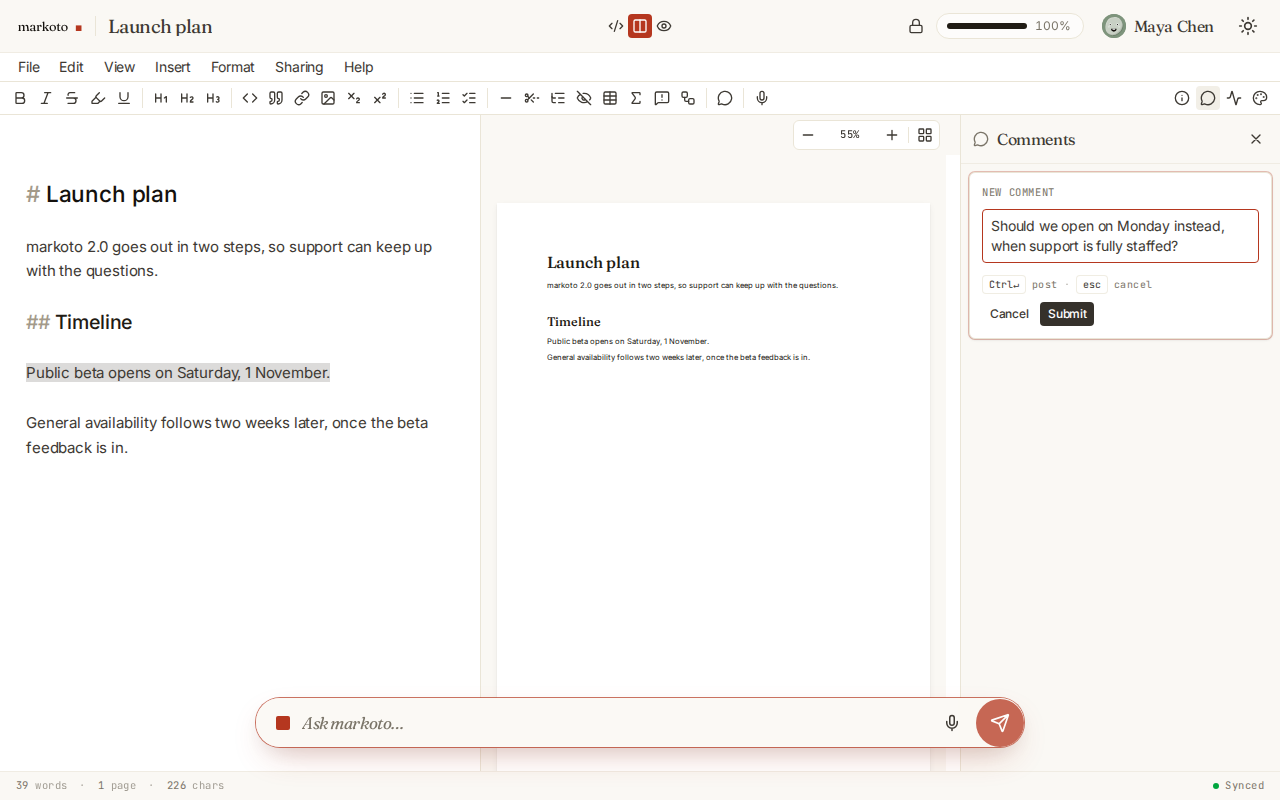 markoto
Launch plan
100%
Maya Chen
File Edit View Insert Format Sharing Help
H1 H2 H3
55%
# Launch plan
markoto 2.0 goes out in two steps, so support can keep up
with the questions.
## Timeline
Public beta opens on Saturday, 1 November.
General availability follows two weeks later, once the beta
feedback is in.
Launch plan
markoto 2.0 goes out in two steps, so support can keep up with the questions.
Timeline
Public beta opens on Saturday, 1 November.
General availability follows two weeks later, once the beta feedback is in.
Comments
NEW COMMENT
Should we open on Monday instead,
when support is fully staffed?
Ctrl↵ post · esc cancel
Cancel Submit
Ask markoto...
39 words · 1 page · 226 chars
Synced